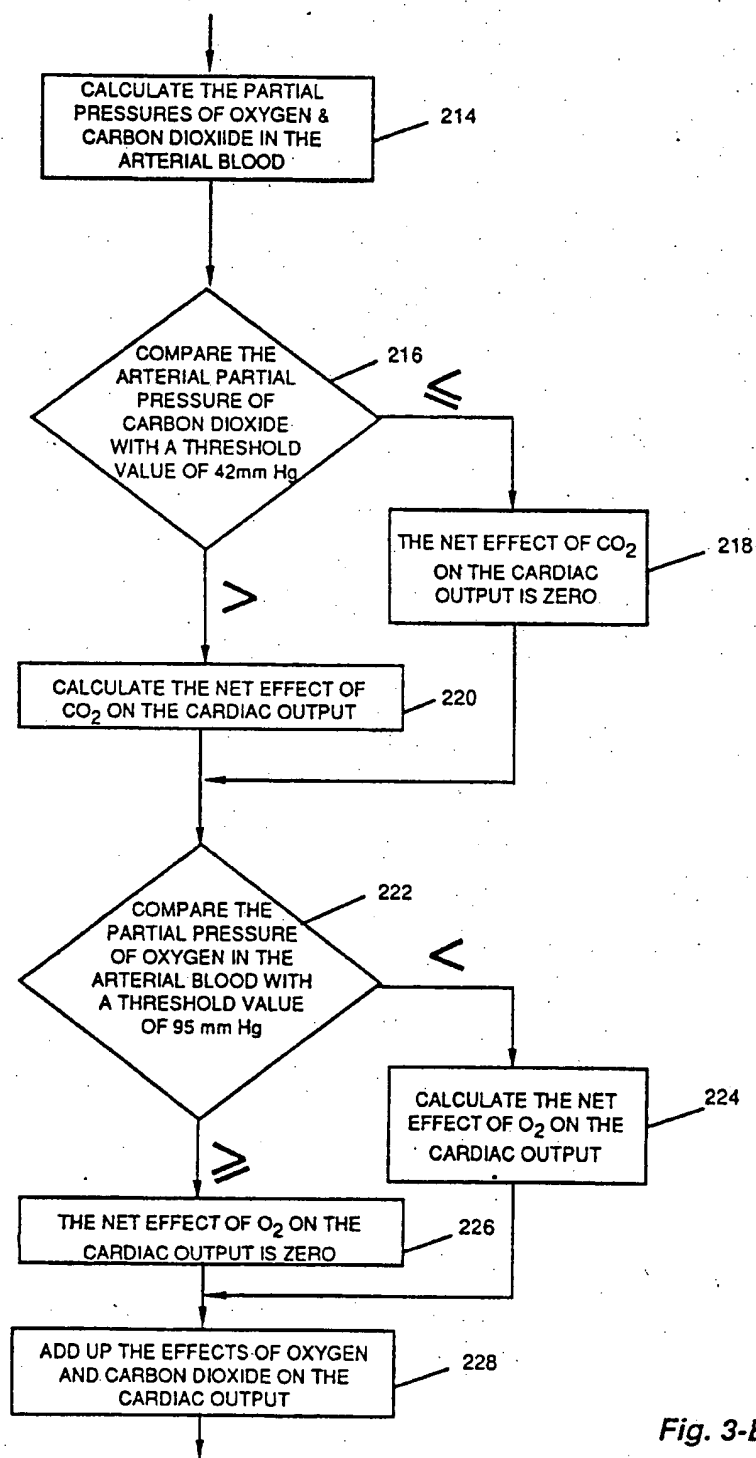 CALCULATE THE PARTIAL
PRESSURES OF OXYGEN &
CARBON DIOXIIDE IN THE
ARTERIAL BLOOD
214
COMPARE THE
ARTERIAL PARTIAL
PRESSURE OF
CARBON DIOXIDE
WITH A THRESHOLD
VALUE OF 42mm Hg
216
≤
THE NET EFFECT OF CO2
ON THE CARDIAC
OUTPUT IS ZERO
218
>
CALCULATE THE NET EFFECT OF
CO2 ON THE CARDIAC OUTPUT
220
COMPARE THE
PARTIAL PRESSURE
OF OXYGEN IN THE
ARTERIAL BLOOD WITH
A THRESHOLD VALUE
OF 95 mm Hg
222
<
CALCULATE THE NET
EFFECT OF O2 ON THE
CARDIAC OUTPUT
224
≥
THE NET EFFECT OF O2 ON THE
CARDIAC OUTPUT IS ZERO
226
ADD UP THE EFFECTS OF OXYGEN
AND CARBON DIOXIDE ON THE
CARDIAC OUTPUT
228
Fig. 3-B